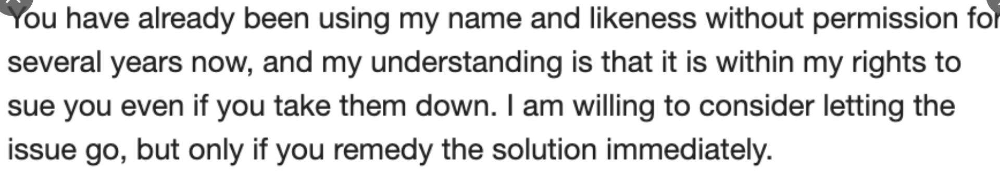 You have already been using my name and likeness without permission for
several years now, and my understanding is that it is within my rights to
sue you even if you take them down. I am willing to consider letting the
issue go, but only if you remedy the solution immediately.